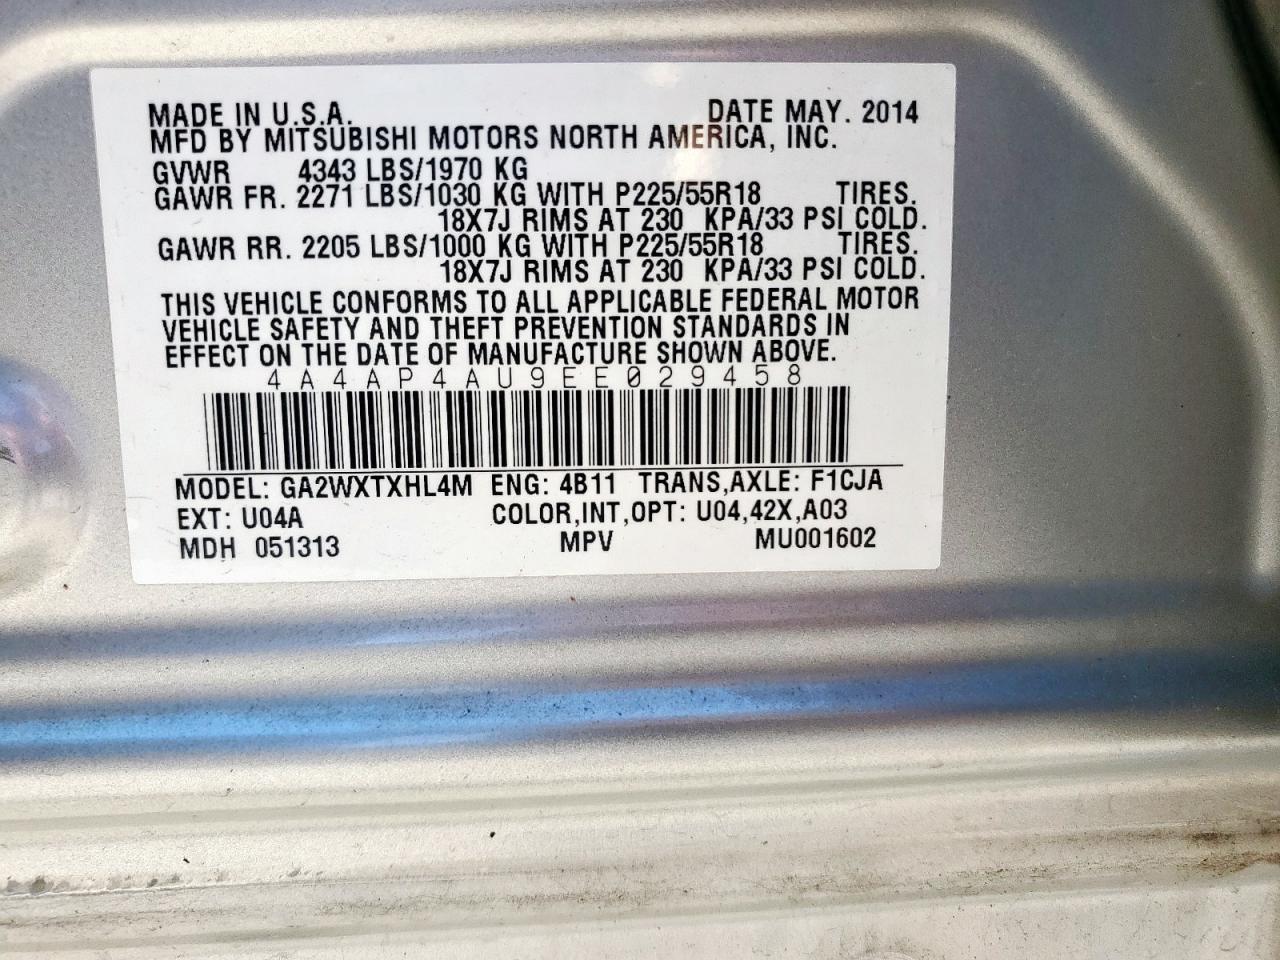 MADE IN U.S.A. DATE MAY. 2014
MFD BY MITSUBISHI MOTORS NORTH AMERICA, INC.
GVWR 4343 LBS/1970 KG
GAWR FR. 2271 LBS/1030 KG WITH P225/55R18 TIRES.
18X7J RIMS AT 230 KPA/33 PSI COLD.
GAWR RR. 2205 LBS/1000 KG WITH P225/55R18 TIRES.
18X7J RIMS AT 230 KPA/33 PSI COLD.
THIS VEHICLE CONFORMS TO ALL APPLICABLE FEDERAL MOTOR
VEHICLE SAFETY AND THEFT PREVENTION STANDARDS IN
EFFECT ON THE DATE OF MANUFACTURE SHOWN ABOVE.
4A4AP4AU9EE029458
MODEL: GA2WXTXHL4M ENG: 4B11 TRANS,AXLE: F1CJA
EXT: U04A COLOR,INT,OPT: U04,42X,A03
MDH 051313 MPV MU001602